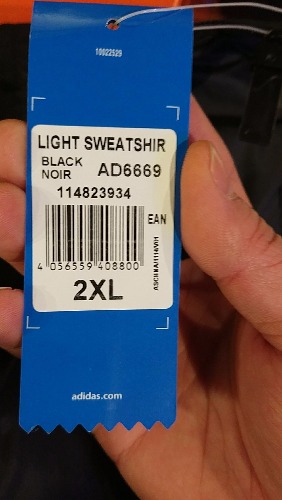 10022529
LIGHT SWEATSHIR
BLACK
NOIR AD6669
114823934
EAN
4 056559 408800
2XL
adidas.com